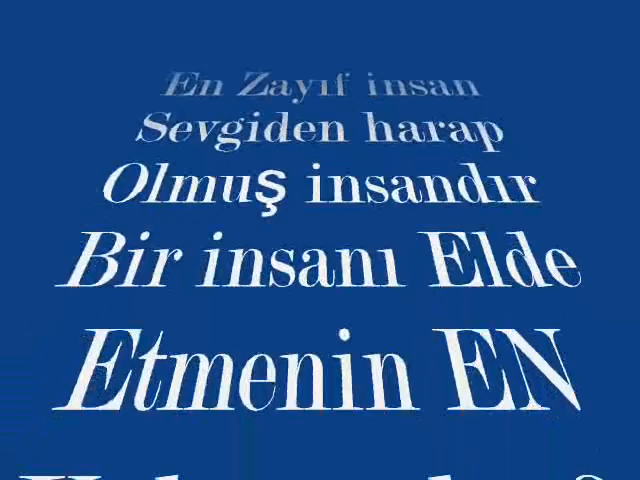 En Zayıf insan
Sevgiden harap
Olmuş insandır
Bir insanı Elde
Etmenin EN